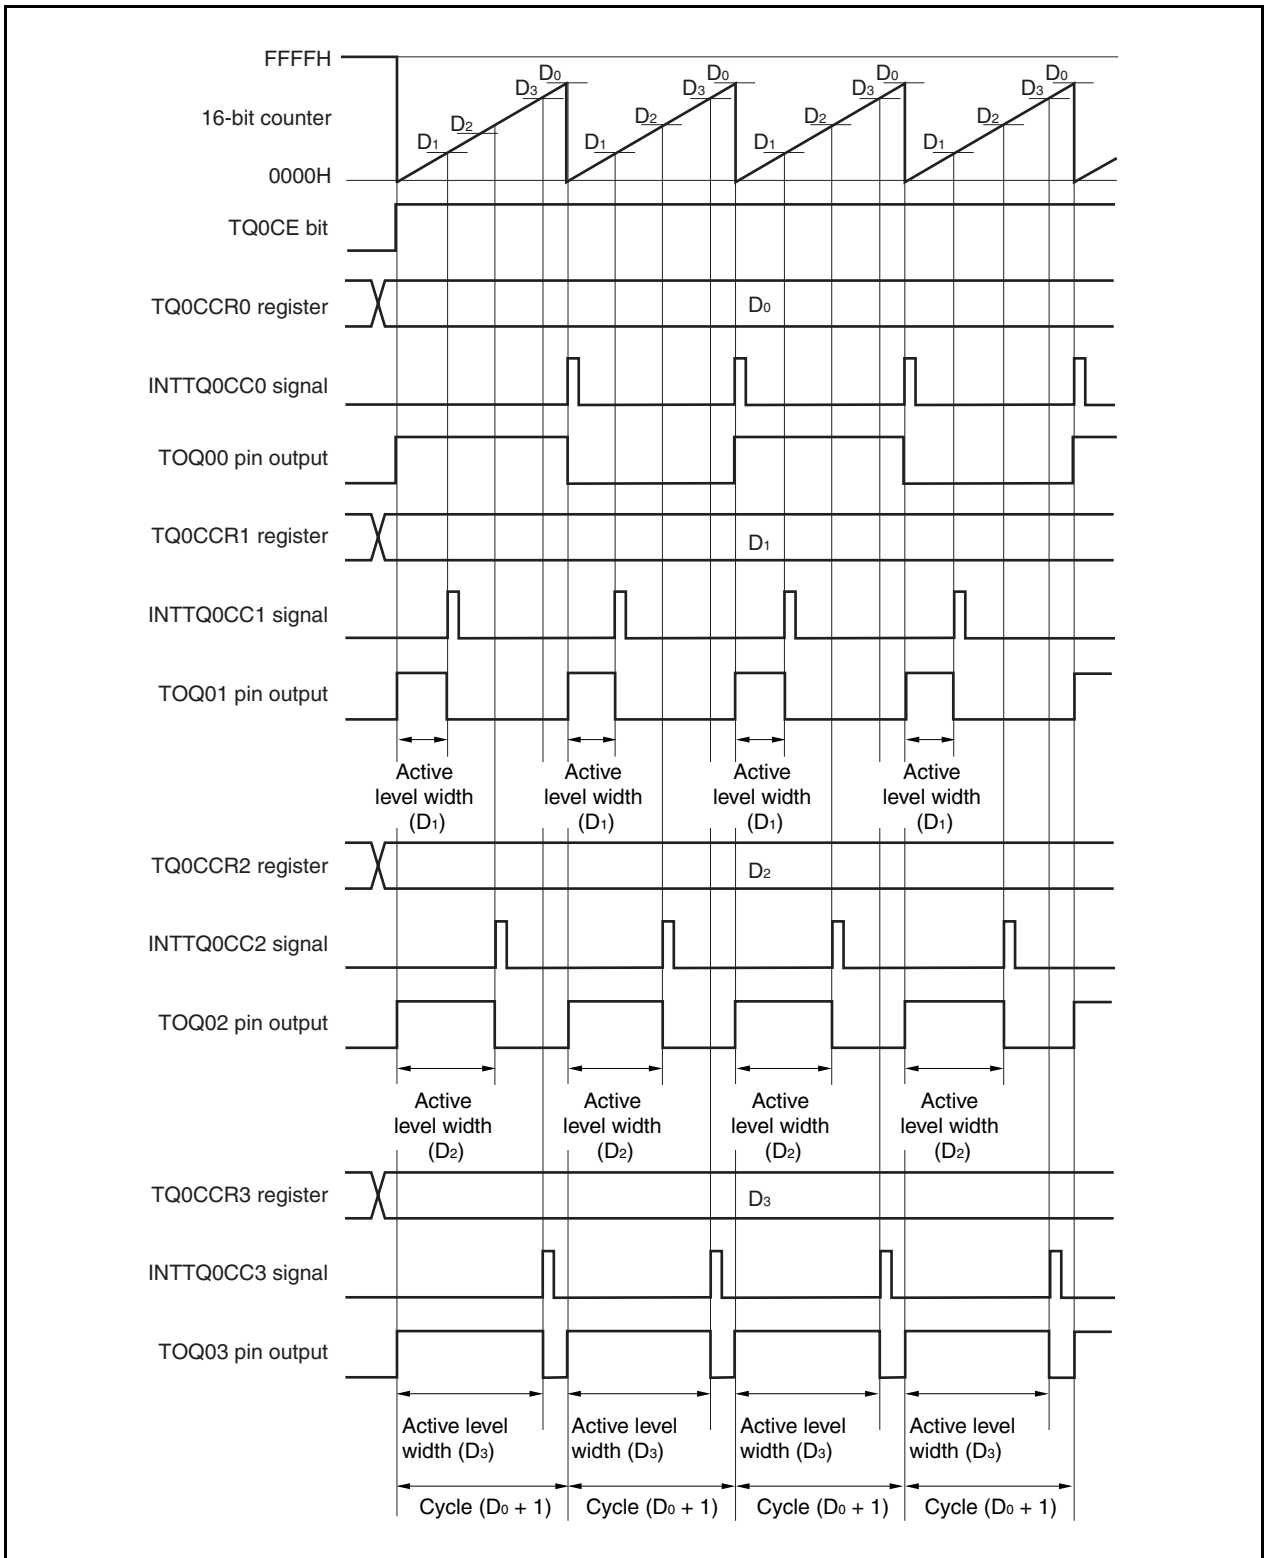 FFFFH
D0 D0 D0 D0
D3 D3 D3 D3
16-bit counter
D2 D2 D2 D2
D1 D1 D1 D1
0000H
TQ0CE bit
TQ0CCR0 register
D0
INTTQ0CC0 signal
TOQ00 pin output
TQ0CCR1 register
D1
INTTQ0CC1 signal
TOQ01 pin output
Active Active Active Active
level width level width level width level width
(D1) (D1) (D1) (D1)
TQ0CCR2 register
D2
INTTQ0CC2 signal
TOQ02 pin output
Active Active Active Active
level width level width level width level width
(D2) (D2) (D2) (D2)
TQ0CCR3 register
D3
INTTQ0CC3 signal
TOQ03 pin output
Active level Active level Active level Active level
width (D3) width (D3) width (D3) width (D3)
Cycle (D0 + 1) Cycle (D0 + 1) Cycle (D0 + 1) Cycle (D0 + 1)